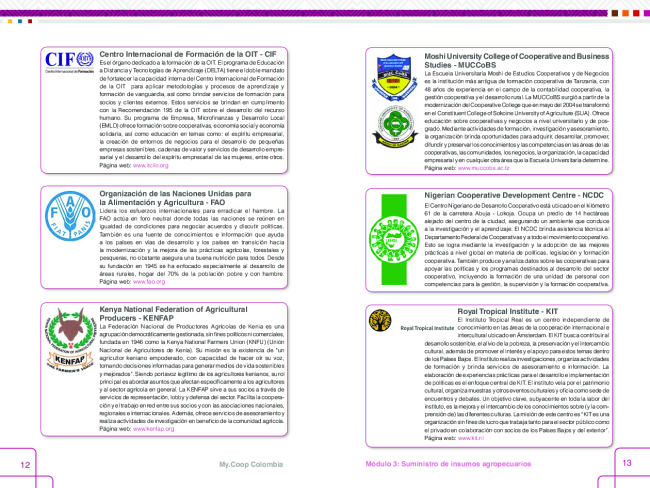 CIF
Centro Internacional de Formación
Centro Internacional de Formación de la OIT - CIF
Es el órgano dedicado a la formación de la OIT. El programa de Educación
a Distancia y Tecnologías de Aprendizaje (DELTA) tiene el doble mandato
de fortalecer la capacidad interna del Centro Internacional de Formación
de la OIT para aplicar metodologías y procesos de aprendizaje y
formación de vanguardia, así como brindar servicios de formación para
socios y clientes externos. Estos servicios se brindan en cumplimiento
con la Recomendación 195 de la OIT sobre el desarrollo del recurso
humano. Su programa de Empresa, Microfinanzas y Desarrollo Local
(EMLD) ofrece formación sobre cooperativas, economía social y economía
solidaria, así como educación en temas como: el espíritu empresarial,
la creación de entornos de negocios para el desarrollo de pequeñas
empresas sostenibles, cadenas de valor y servicios de desarrollo empre-
sarial y el desarrollo del espíritu empresarial de las mujeres, entre otros.
Página web: www.itcilo.org
FAO
FIAT PANIS
Organización de las Naciones Unidas para
la Alimentación y Agricultura - FAO
Lidera los esfuerzos internacionales para erradicar el hambre. La
FAO actúa en foro neutral donde todas las naciones se reúnen en
igualdad de condiciones para negociar acuerdos y discutir políticas.
También es una fuente de conocimientos e información que ayuda
a los países en vías de desarrollo y los países en transición hacia
la modernización y la mejora de las prácticas agrícolas, forestales y
pesqueras, no obstante asegura una buena nutrición para todos. Desde
su fundación en 1945 se ha enfocado especialmente al desarrollo de
áreas rurales, hogar del 70% de la población pobre y con hambre.
Página web: www.fao.org
KENFAP
Kenya National Federation of Agricultural
Producers - KENFAP
La Federación Nacional de Productores Agrícolas de Kenia es una
agrupación democráticamente gestionada, sin fines políticos ni comerciales,
fundada en 1946 como la Kenya National Farmers Union (KNFU) (Unión
Nacional de Agricultores de Kenia). Su misión es la existencia de "un
agricultor keniano empoderado, con capacidad de hacer oír su voz,
tomando decisiones informadas para generar medios de vida sostenibles
y mejorados". Siendo portavoz legítimo de los agricultores kenianos, su rol
principal es abordar asuntos que afectan específicamente a los agricultores
y al sector agrícola en general. La KENFAP sirve a sus socios a través de
servicios de representación, lobby y defensa del sector. Facilita la coopera-
ción y el trabajo en red entre sus socios y con las asociaciones nacionales,
regionales e internacionales. Además, ofrece servicios de asesoramiento y
realiza actividades de investigación en beneficio de la comunidad agrícola.
Página web: www.kenfap.org
12
My.Coop Colombia
Moshi University College of Cooperative and Business
Studies - MUCCoBS
La Escuela Universitaria Moshi de Estudios Cooperativos y de Negocios
es la institución más antigua de formación cooperativa de Tanzania, con
48 años de experiencia en el campo de la contabilidad cooperativa, la
gestión cooperativa y el desarrollo rural. La MUCCoBS surgió a partir de la
modernización del Cooperative College que en mayo del 2004 se transformó
en el Constituent College of Sokoine University of Agriculture (SUA). Ofrece
educación sobre cooperativas y negocios a nivel universitario y de pos-
grado. Mediante actividades de formación, investigación y asesoramiento,
la organización brinda oportunidades para adquirir, desarrollar, promover,
difundir y preservar los conocimientos y las competencias en las áreas de las
cooperativas, las comunidades, los negocios, la organización, la capacidad
empresarial y en cualquier otra área que la Escuela Universitaria determine.
Página web: www.muccobs.ac.tz
Nigerian Cooperative Development Centre - NCDC
El Centro Nigeriano de Desarrollo Cooperativo está ubicado en el Kilómetro
61 de la carretera Abuja - Lokoja. Ocupa un predio de 14 hectáreas
alejado del centro de la ciudad, asegurando un ambiente que conduce
a la investigación y el aprendizaje. El NCDC brinda asistencia técnica al
Departamento Federal de Cooperativas y a todo el movimiento cooperativo.
Esto se logra mediante la investigación y la adopción de las mejores
prácticas a nivel global en materia de políticas, legislación y formación
cooperativa. También produce y analiza datos sobre las cooperativas para
apoyar las políticas y los programas destinados al desarrollo del sector
cooperativo, incluyendo la formación de una unidad de personal con
competencias para la gestión, la supervisión y la formación cooperativa.
Royal Tropical Institute
Royal Tropical Institute - KIT
El Instituto Tropical Real es un centro independiente de
conocimiento en las áreas de la cooperación internacional e
intercultural ubicado en Amsterdam. El KIT busca contribuir al
desarrollo sostenible, el alivio de la pobreza, la preservación y el intercambio
cultural, además de promover el interés y el apoyo para estos temas dentro
de los Países Bajos. El Instituto realiza investigaciones, organiza actividades
de formación y brinda servicios de asesoramiento e información. La
elaboración de experiencias prácticas para el desarrollo e implementación
de políticas es el enfoque central del KIT. El instituto vela por el patrimonio
cultural, organiza muestras y otros eventos culturales y oficia como sede de
encuentros y debates. Un objetivo clave, subyacente en toda la labor del
instituto, es la mejora y el intercambio de los conocimientos sobre (y la com-
prensión de) las diferentes culturas. La misión de este centro es "KIT es una
organización sin fines de lucro que trabaja tanto para el sector público como
el privado en colaboración con socios de los Países Bajos y del exterior".
Página web: www.kit.nl
Módulo 3: Suministro de insumos agropecuarios
13